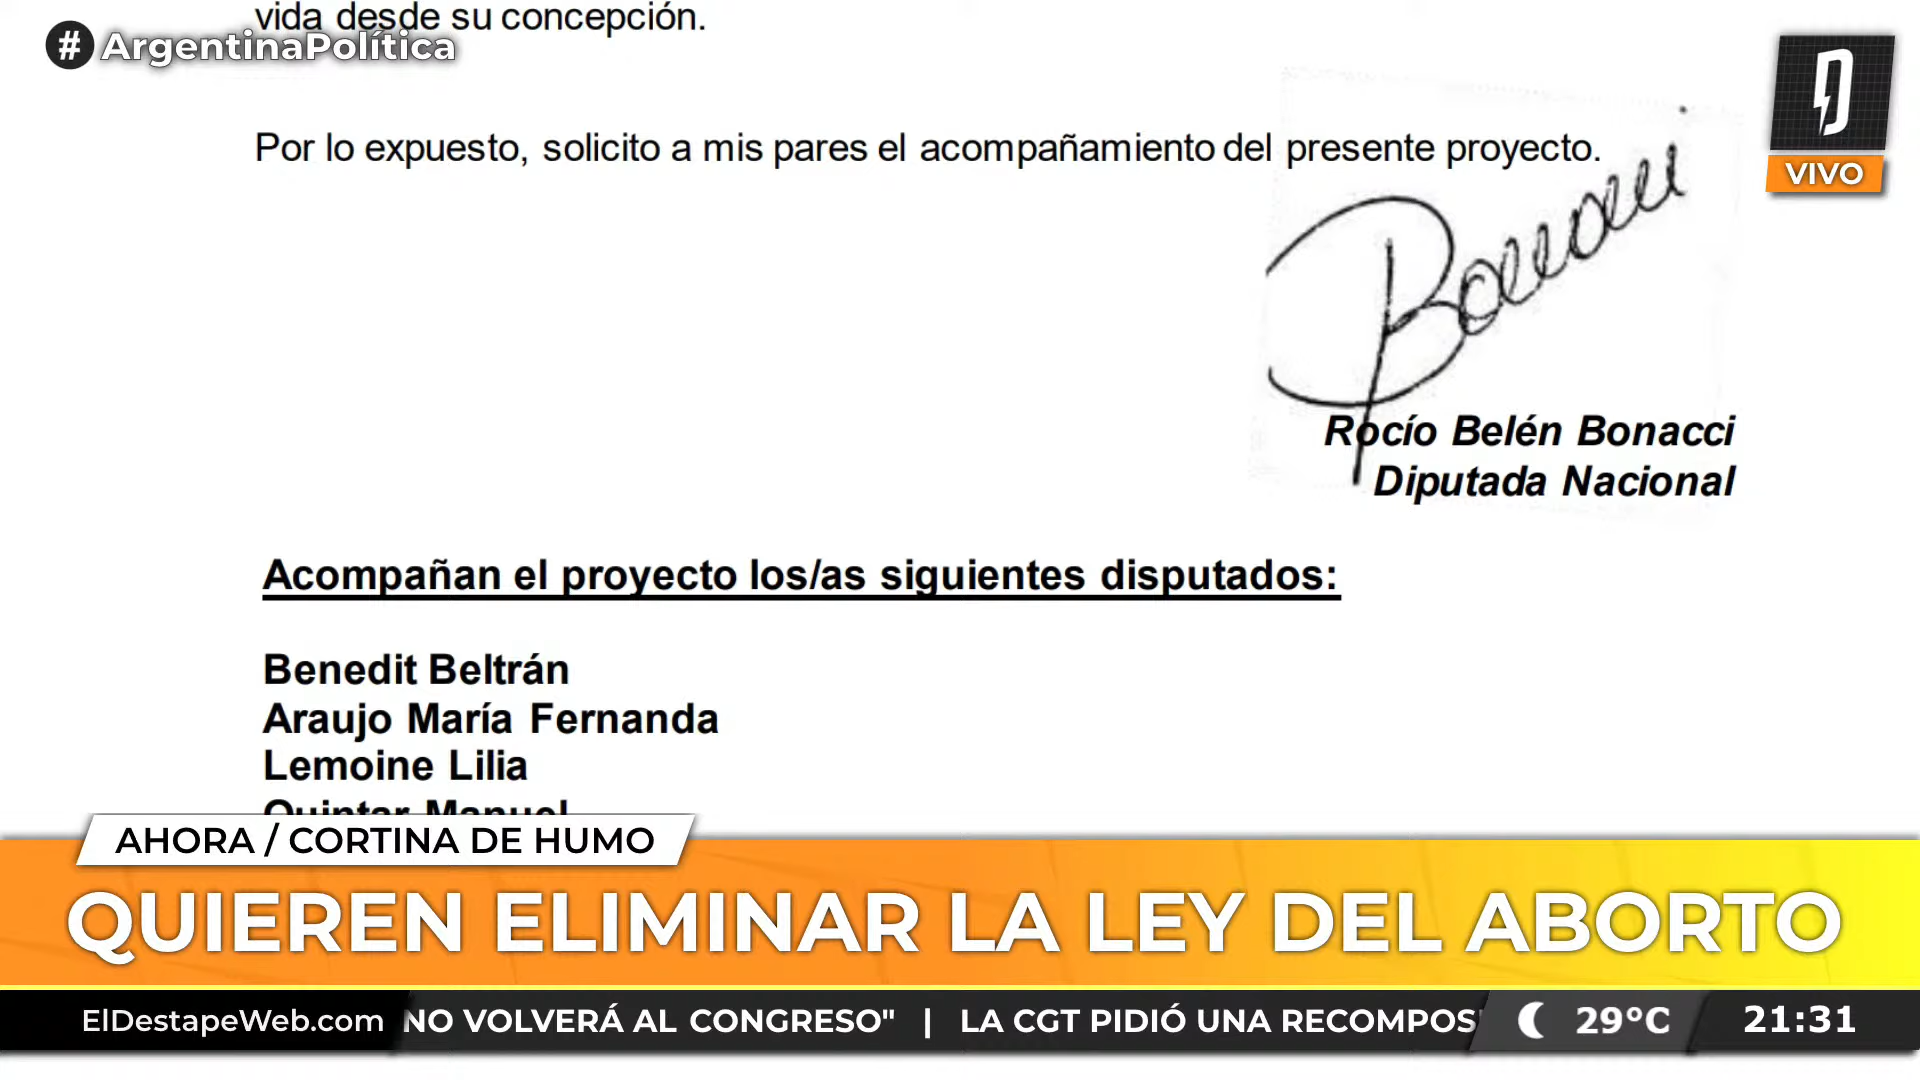 vida desde su concepción.
# ArgentinaPolítica
VIVO
Por lo expuesto, solicito a mis pares el acompañamiento del presente proyecto.
Bonacci
Rocío Belén Bonacci
Diputada Nacional
Acompañan el proyecto los/as siguientes disputados:
Benedit Beltrán
Araujo María Fernanda
Lemoine Lilia
Quintar Manuel
AHORA / CORTINA DE HUMO
QUIEREN ELIMINAR LA LEY DEL ABORTO
ElDestapeWeb.com NO VOLVERÁ AL CONGRESO" | LA CGT PIDIÓ UNA RECOMPOS 29°C 21:31